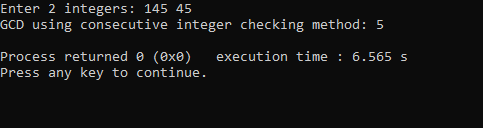 Enter 2 integers: 145 45
GCD using consecutive integer checking method: 5
Process returned 0 (0x0)   execution time : 6.565 s
Press any key to continue.